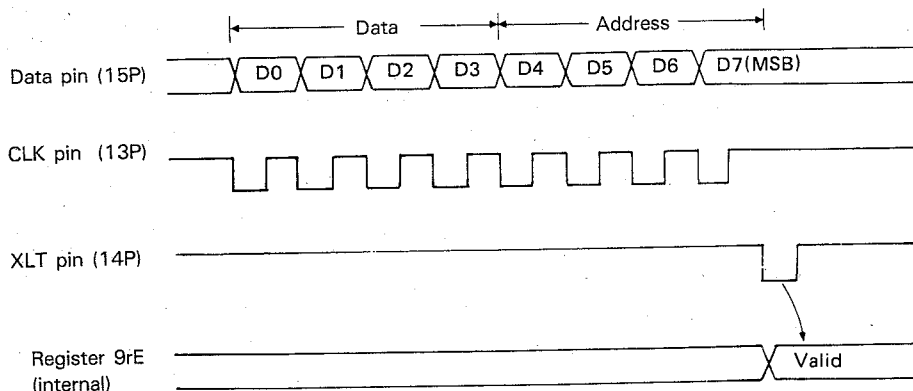 Data Address
Data pin (15P) D0 D1 D2 D3 D4 D5 D6 D7(MSB)
CLK pin (13P)
XLT pin (14P)
Register 9rE Valid
(internal)